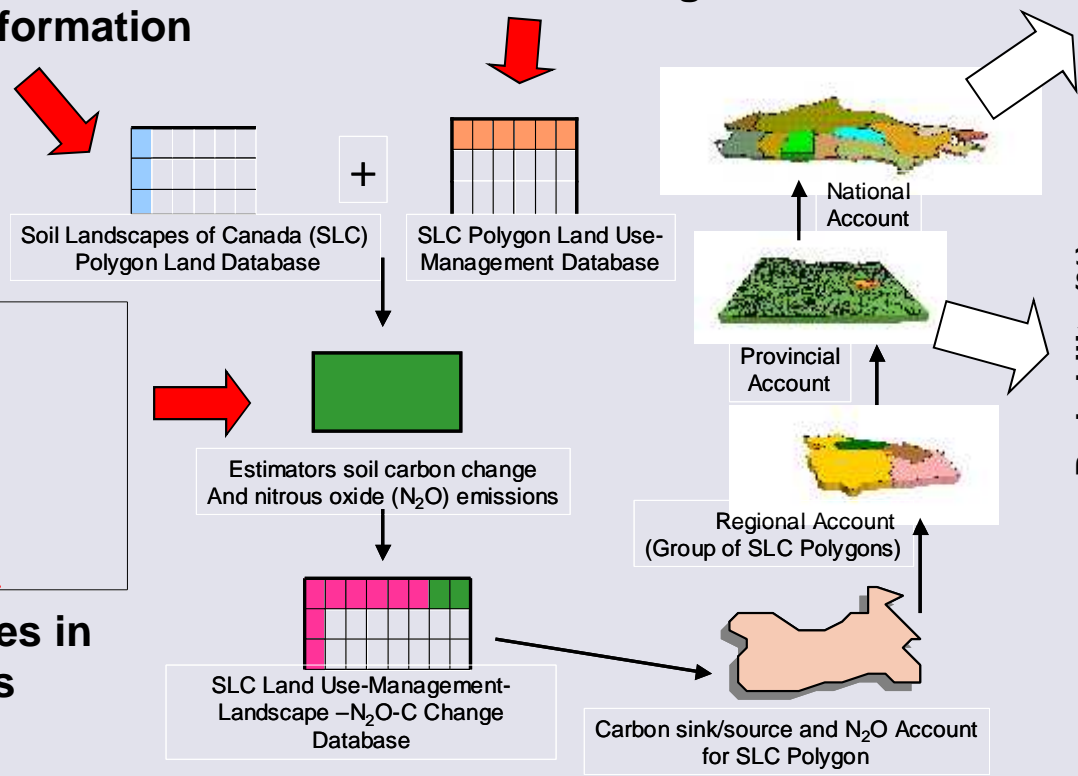 formation
+
Soil Landscapes of Canada (SLC)
Polygon Land Database
SLC Polygon Land Use-
Management Database
National
Account
Provincial
Account
Estimators soil carbon change
And nitrous oxide (N₂O) emissions
Regional Account
(Group of SLC Polygons)
es in
s
SLC Land Use-Management-
Landscape –N₂O-C Change
Database
Carbon sink/source and N₂O Account
for SLC Polygon